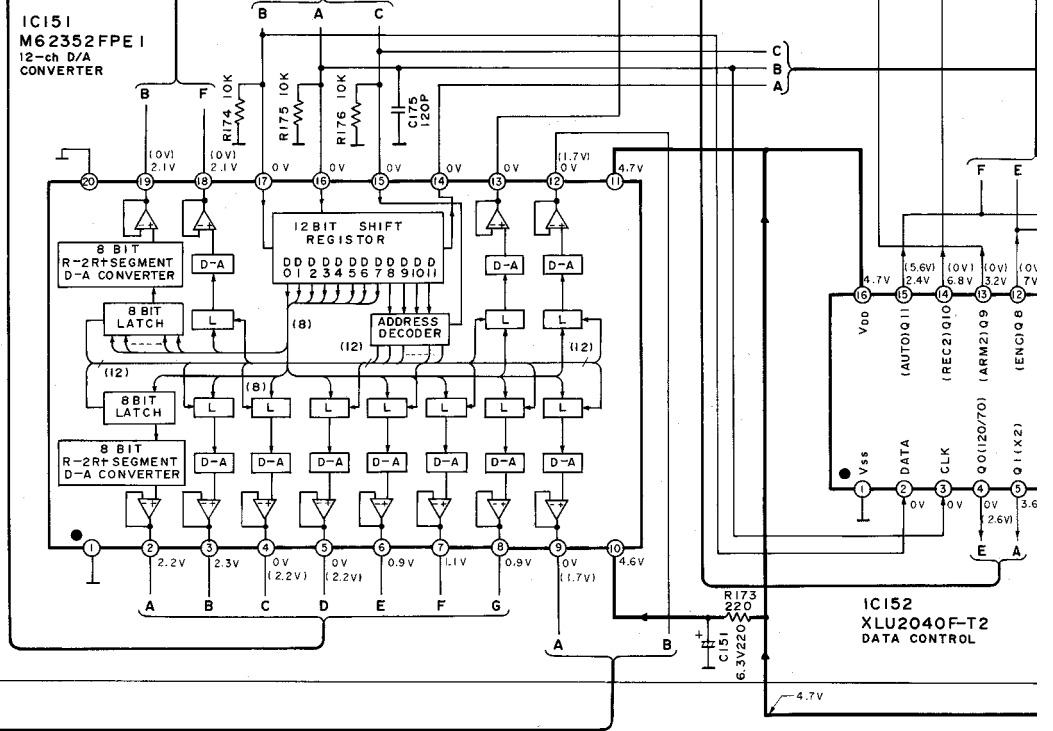 IC151
M62352FPE1
12-ch D/A
CONVERTER
B A C
C
B
A
B F
R174 10K
R175 10K
R176 10K
C175
120P
(0V)
2.1V
(0V)
2.1V
0V
0V
0V
0V
0V
(1.7V)
0V
4.7V
20 19 18 17 16 15 14 13 12 11
-+ -+ -+ -+
12BIT SHIFT
REGISTOR
D D D D D D D D D D D D
0 1 2 3 4 5 6 7 8 9 10 11
8 BIT
R-2R+SEGMENT
D-A CONVERTER
D-A
D-A
D-A
8BIT
LATCH
L
(8)
ADDRESS
DECODER
L
L
(12)
(12)
(12)
(8)
8BIT
LATCH
L L L L L L L
8 BIT
R-2R+SEGMENT
D-A CONVERTER
D-A D-A D-A D-A D-A D-A D-A
1 2 3 4 5 6 7 8 9 10
2.2V
2.3V
0V
(2.2V)
0V
(2.2V)
0.9V
1.1V
0.9V
0V
(1.7V)
4.6V
A B C D E F G
A B
R173
220
C151
6.3V220
+
4.7V
F E
4.7V
(5.6V)
2.4V
(0V)
6.8V
(0V)
3.2V
(0V
7V
16 15 14 13 12
VDD
(AUTO)Q11
(REC2)Q10
(ARM2)Q9
(ENC)Q8
VSS
DATA
CLK
Q0(120/70)
Q1(X2)
1 2 3 4 5
0V
0V
0V
(2.6V)
3.6
E A
IC152
XLU2040F-T2
DATA CONTROL